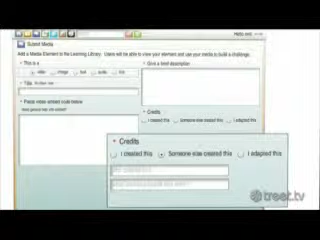 Submit Media
Add a Media Element to the Learning Library. Users will be able to view your element and use your media to build a challenge.
* This is a
video image text audio link
* Title
* Please paste embed code below
* Give a brief description
* Credits
I created this Someone else created this I adapted this
* Credits
I created this Someone else created this I adapted this
treet.tv